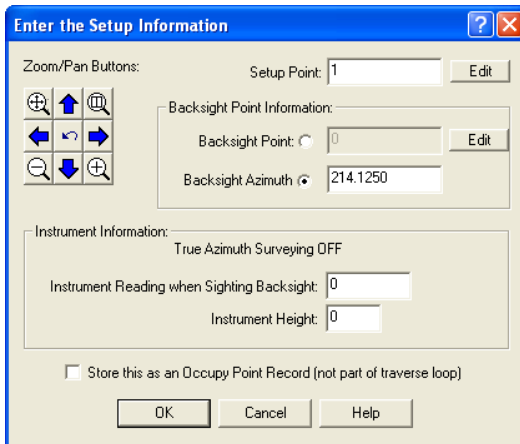 Enter the Setup Information
Zoom/Pan Buttons:
Setup Point: 1 Edit
Backsight Point Information:
Backsight Point: 0 Edit
Backsight Azimuth 214.1250
Instrument Information:
True Azimuth Surveying OFF
Instrument Reading when Sighting Backsight: 0
Instrument Height: 0
Store this as an Occupy Point Record (not part of traverse loop)
OK Cancel Help